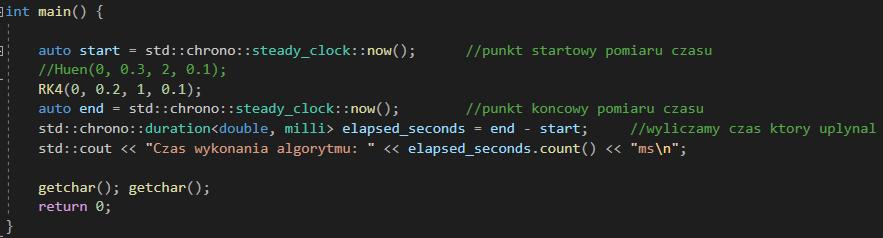 int main() {
auto start = std::chrono::steady_clock::now(); //punkt startowy pomiaru czasu
//Huen(0, 0.3, 2, 0.1);
RK4(0, 0.2, 1, 0.1);
auto end = std::chrono::steady_clock::now(); //punkt koncowy pomiaru czasu
std::chrono::duration<double, milli> elapsed_seconds = end - start; //wyliczamy czas ktory uplynal
std::cout << "Czas wykonania algorytmu: " << elapsed_seconds.count() << "ms\n";
getchar(); getchar();
return 0;
}